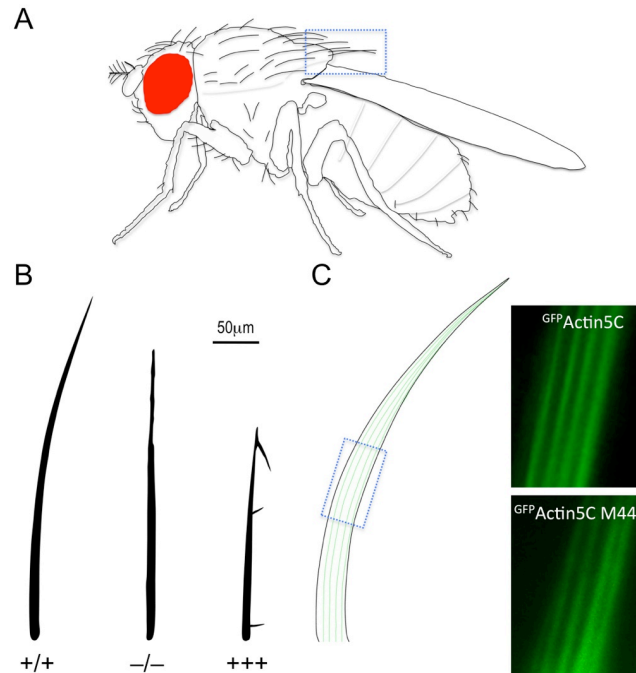 A
B
C
50μm
GFPActin5C
GFPActin5C M44
+/+
–/–
+++